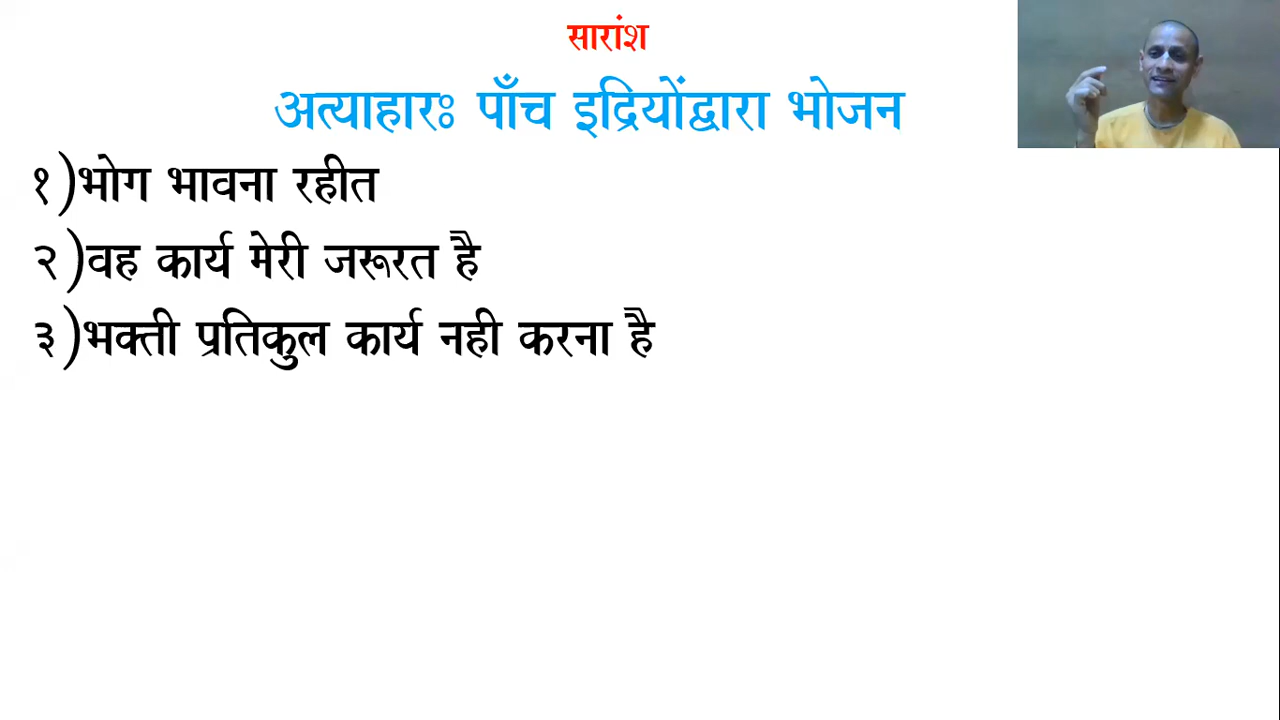 सारांश
अत्याहारः पाँच इद्रियोंद्वारा भोजन
१)भोग भावना रहीत
२)वह कार्य मेरी जरूरत है
३)भक्ती प्रतिकुल कार्य नही करना है